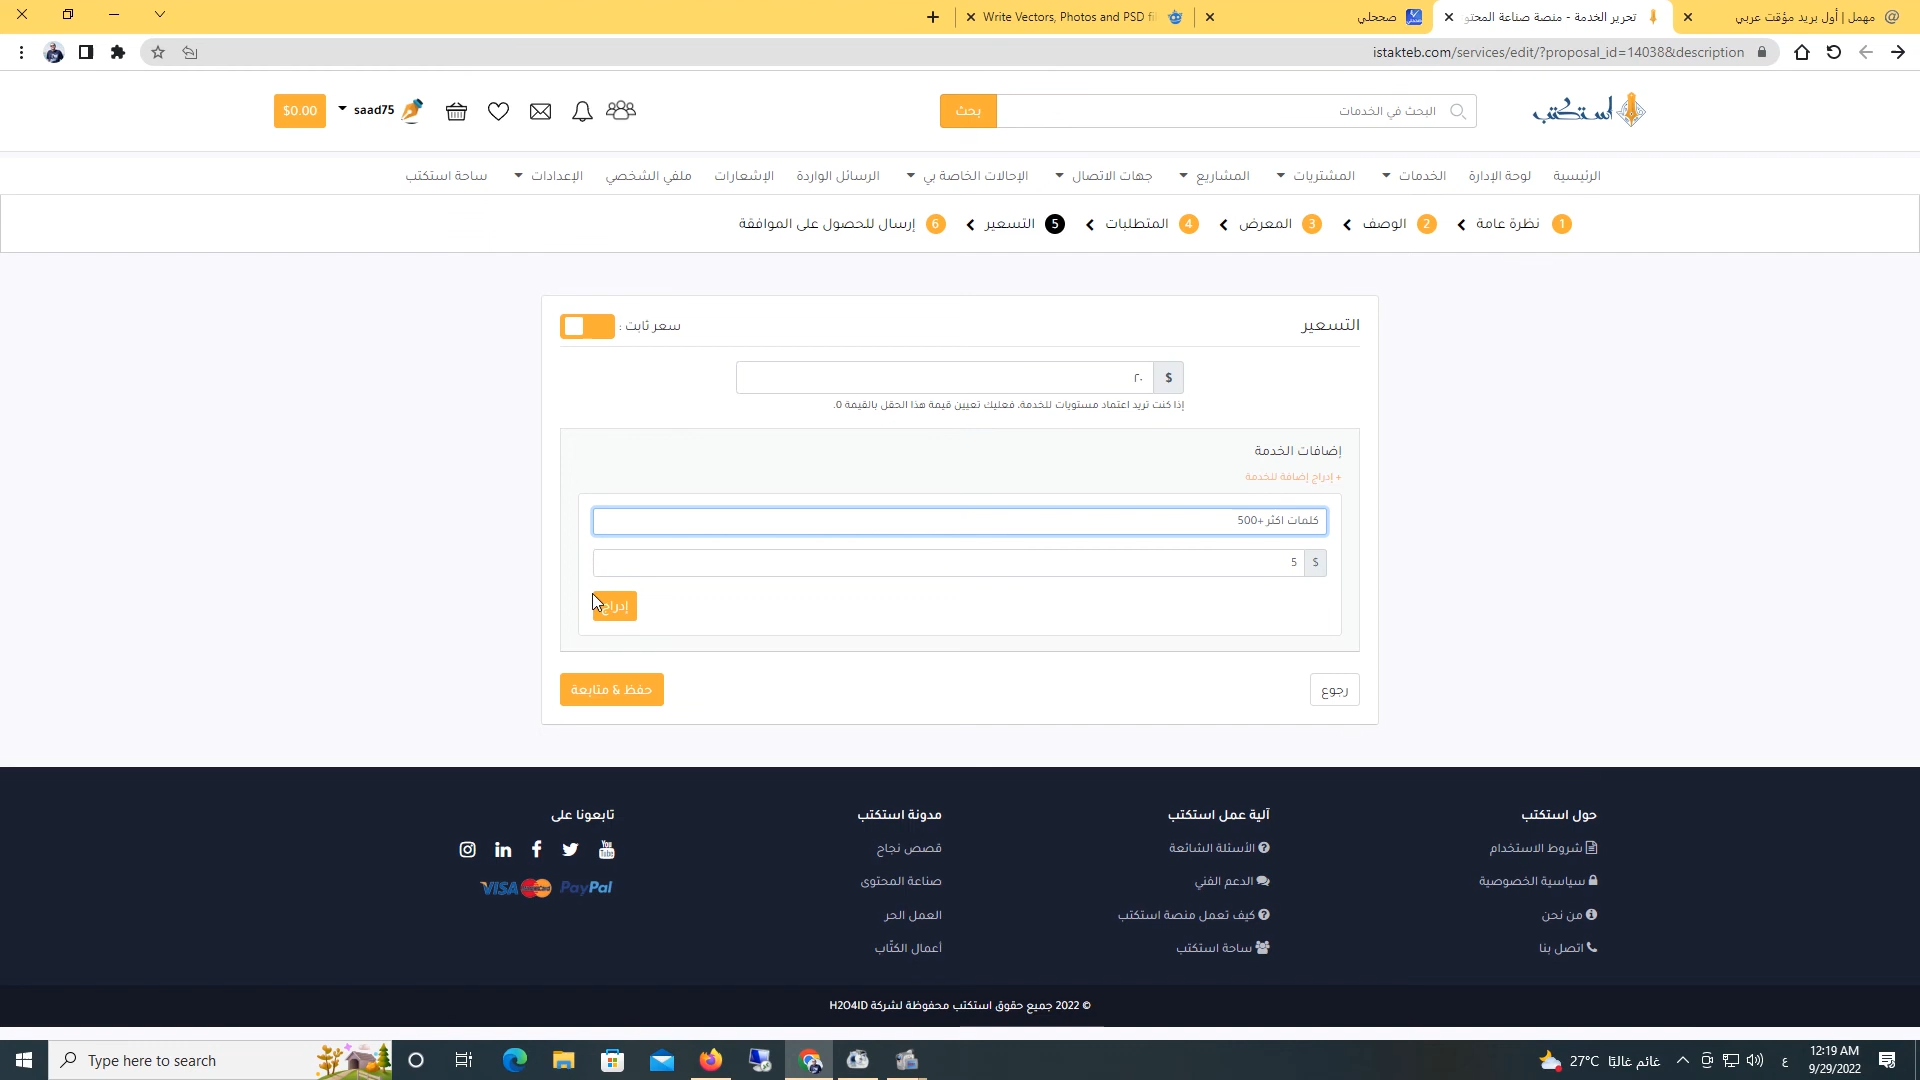 مهمل | أول بريد مؤقت عربي
تحرير الخدمة - منصة صناعة المحتو
صححلي
Write Vectors, Photos and PSD fi
istakteb.com/services/edit/?proposal_id=14038&description
استكتب
البحث في الخدمات
بحث
saad75
$0.00
الرئيسية
لوحة الإدارة
الخدمات
المشتريات
المشاريع
جهات الاتصال
الإحالات الخاصة بي
الرسائل الواردة
الإشعارات
ملفي الشخصي
الإعدادات
ساحة استكتب
1 نظرة عامة
2 الوصف
3 المعرض
4 المتطلبات
5 التسعير
6 إرسال للحصول على الموافقة
التسعير
سعر ثابت :
$ ٢٠
إذا كنت تريد اعتماد مستويات للخدمة، فعليك تعيين قيمة هذا الحقل بالقيمة 0.
إضافات الخدمة
+ إدراج إضافة للخدمة
كلمات اكثر +500
$ 5
إدراج
رجوع
حفظ & متابعة
حول استكتب
شروط الاستخدام
سياسية الخصوصية
من نحن
اتصل بنا
آلية عمل استكتب
الأسئلة الشائعة
الدعم الفني
كيف تعمل منصة استكتب
ساحة استكتب
مدونة استكتب
قصص نجاح
صناعة المحتوى
العمل الحر
أعمال الكتّاب
تابعونا على
You Tube
VISA PayPal
© 2022 جميع حقوق استكتب محفوظة لشركة H2O4ID
Type here to search
27°C غائم غالبًا
ع
12:19 AM
9/29/2022